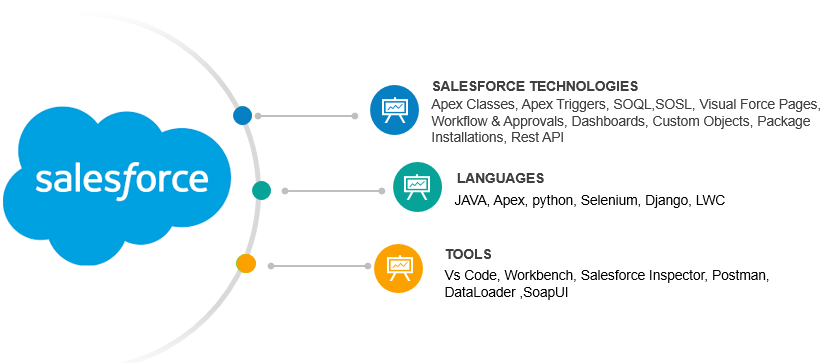 salesforce
SALESFORCE TECHNOLOGIES
Apex Classes, Apex Triggers, SOQL,SOSL, Visual Force Pages,
Workflow & Approvals, Dashboards, Custom Objects, Package
Installations, Rest API
LANGUAGES
JAVA, Apex, python, Selenium, Django, LWC
TOOLS
Vs Code, Workbench, Salesforce Inspector, Postman,
DataLoader ,SoapUI